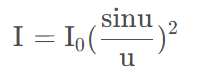 I = I₀(sinu/u)²